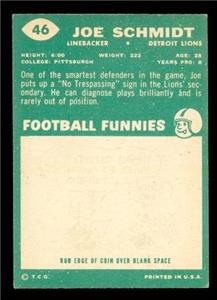 46
JOE SCHMIDT
LINEBACKER • DETROIT LIONS
HEIGHT: 6:00 WEIGHT: 222 AGE: 28
COLLEGE: PITTSBURGH YEARS PRO: 8
One of the smartest defenders in the game, Joe
puts up a "No Trespassing" sign in the Lions' sec-
ondary. He can diagnose plays brilliantly and is
rarely out of position.
FOOTBALL FUNNIES
RUB EDGE OF COIN OVER BLANK SPACE
© T.C.G. PRINTED IN U.S.A.